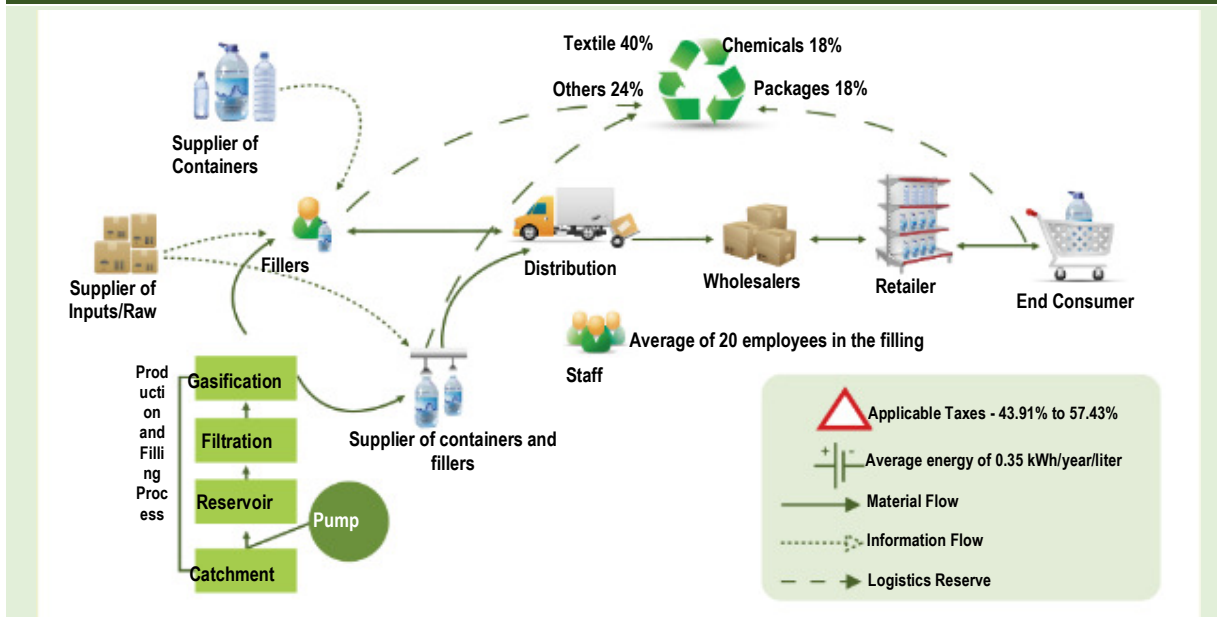 Textile 40%
Chemicals 18%
Others 24%
Packages 18%
Supplier of
Containers
Fillers
Distribution
Wholesalers
Retailer
End Consumer
Supplier of
Inputs/Raw
Average of 20 employees in the filling
Staff
Prod
ucti
on
and
Filli
ng
Proc
ess
Gasification
Filtration
Reservoir
Catchment
Pump
Supplier of containers and
fillers
Applicable Taxes - 43.91% to 57.43%
+ -
Average energy of 0.35 kWh/year/liter
Material Flow
Information Flow
Logistics Reserve